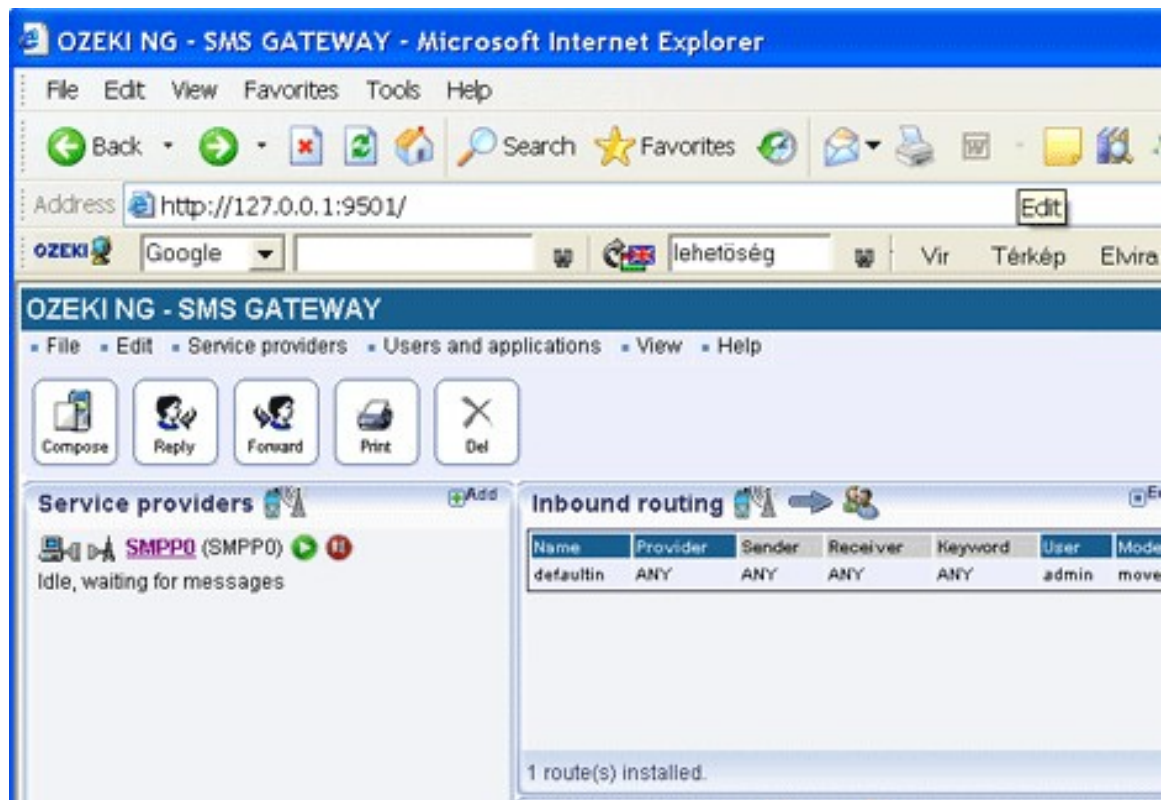 OZEKI NG - SMS GATEWAY - Microsoft Internet Explorer
File Edit View Favorites Tools Help
Back Search Favorites
Address http://127.0.0.1:9501/
Edit
OZEKI Google lehetöség Vir Térkép Elvira
OZEKI NG - SMS GATEWAY
File Edit Service providers Users and applications View Help
Compose Reply Forward Print Del
Service providers Add
SMPP0 (SMPP0)
Idle, waiting for messages
Inbound routing
Name Provider Sender Receiver Keyword User Mode
defaultin ANY ANY ANY ANY admin move
1 route(s) installed.